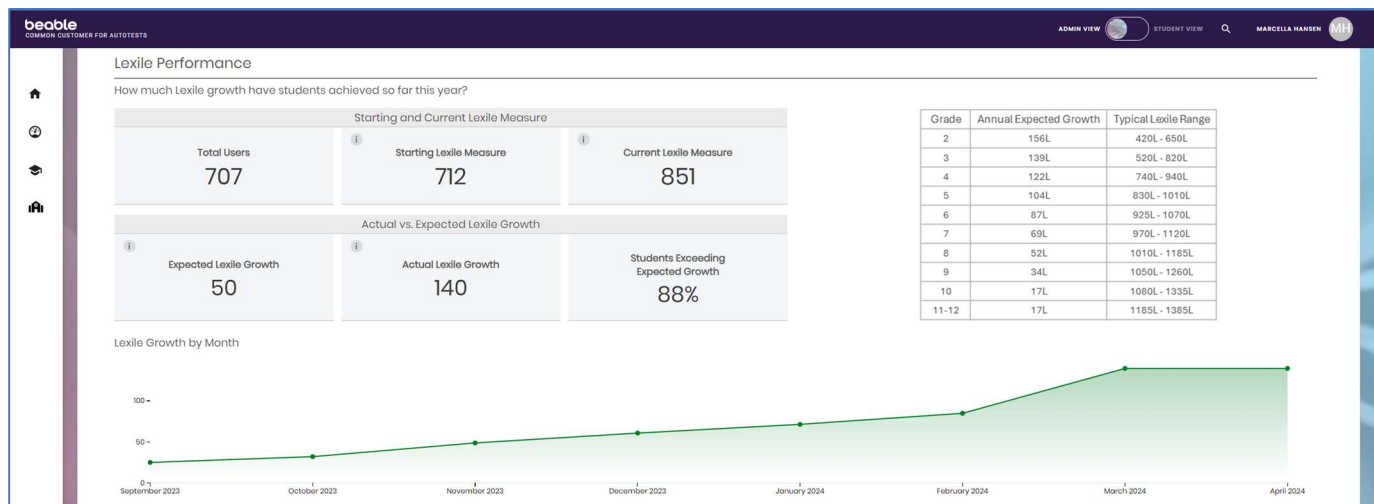 beable
COMMON CUSTOMER FOR AUTOTESTS
ADMIN VIEW
STUDENT VIEW
MARCELLA HANSEN
MH
Lexile Performance
How much Lexile growth have students achieved so far this year?
Starting and Current Lexile Measure
Total Users
707
i
Starting Lexile Measure
712
i
Current Lexile Measure
851
Actual vs. Expected Lexile Growth
i
Expected Lexile Growth
50
i
Actual Lexile Growth
140
Students Exceeding
Expected Growth
88%
Grade Annual Expected Growth Typical Lexile Range
2 156L 420L - 650L
3 139L 520L - 820L
4 122L 740L - 940L
5 104L 830L - 1010L
6 87L 925L - 1070L
7 69L 970L - 1120L
8 52L 1010L - 1185L
9 34L 1050L - 1260L
10 17L 1080L - 1335L
11-12 17L 1185L - 1385L
Lexile Growth by Month
100
50
0
September 2023 October 2023 November 2023 December 2023 January 2024 February 2024 March 2024 April 2024